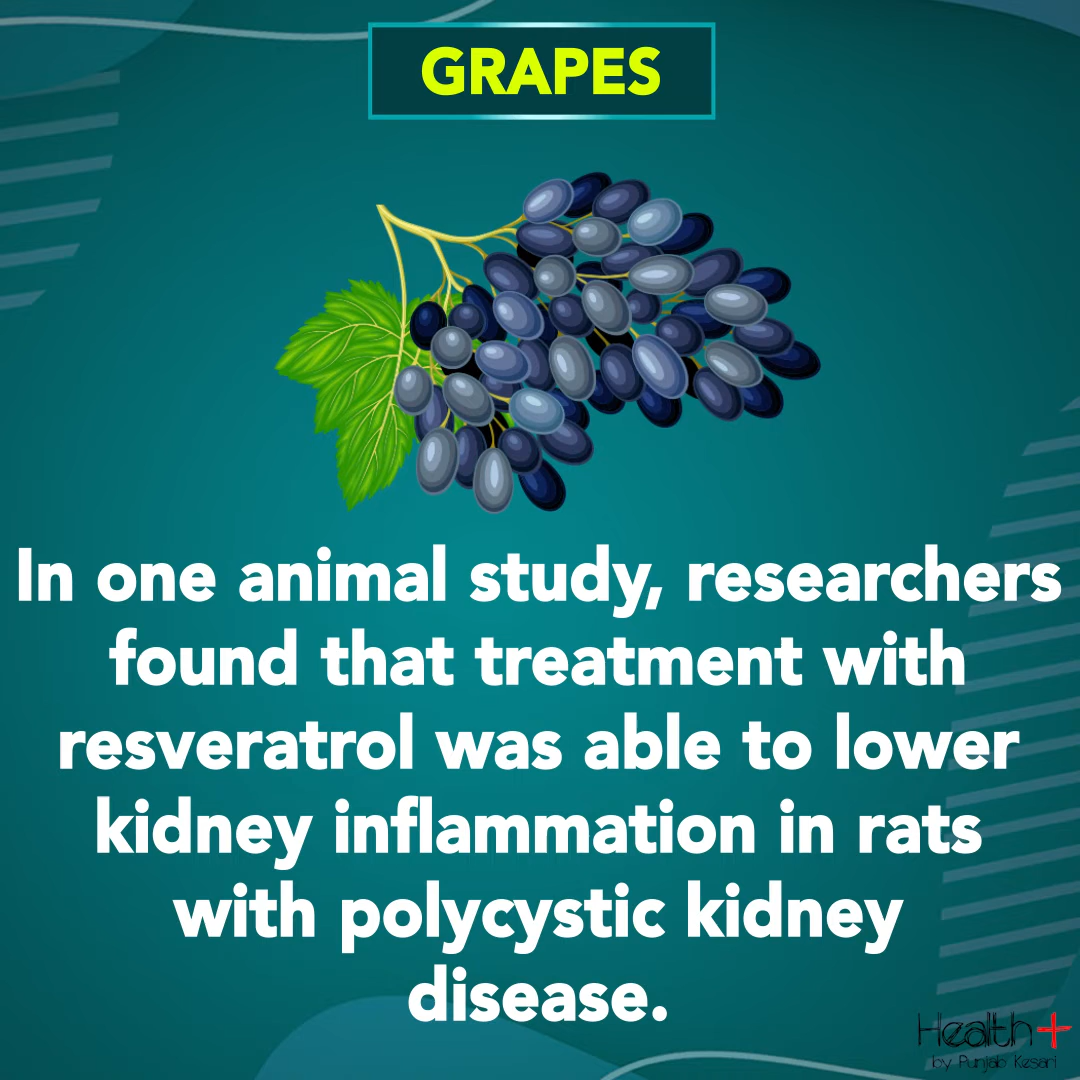 GRAPES
In one animal study, researchers
found that treatment with
resveratrol was able to lower
kidney inflammation in rats
with polycystic kidney
disease.
Health+
by Punjab Kesari